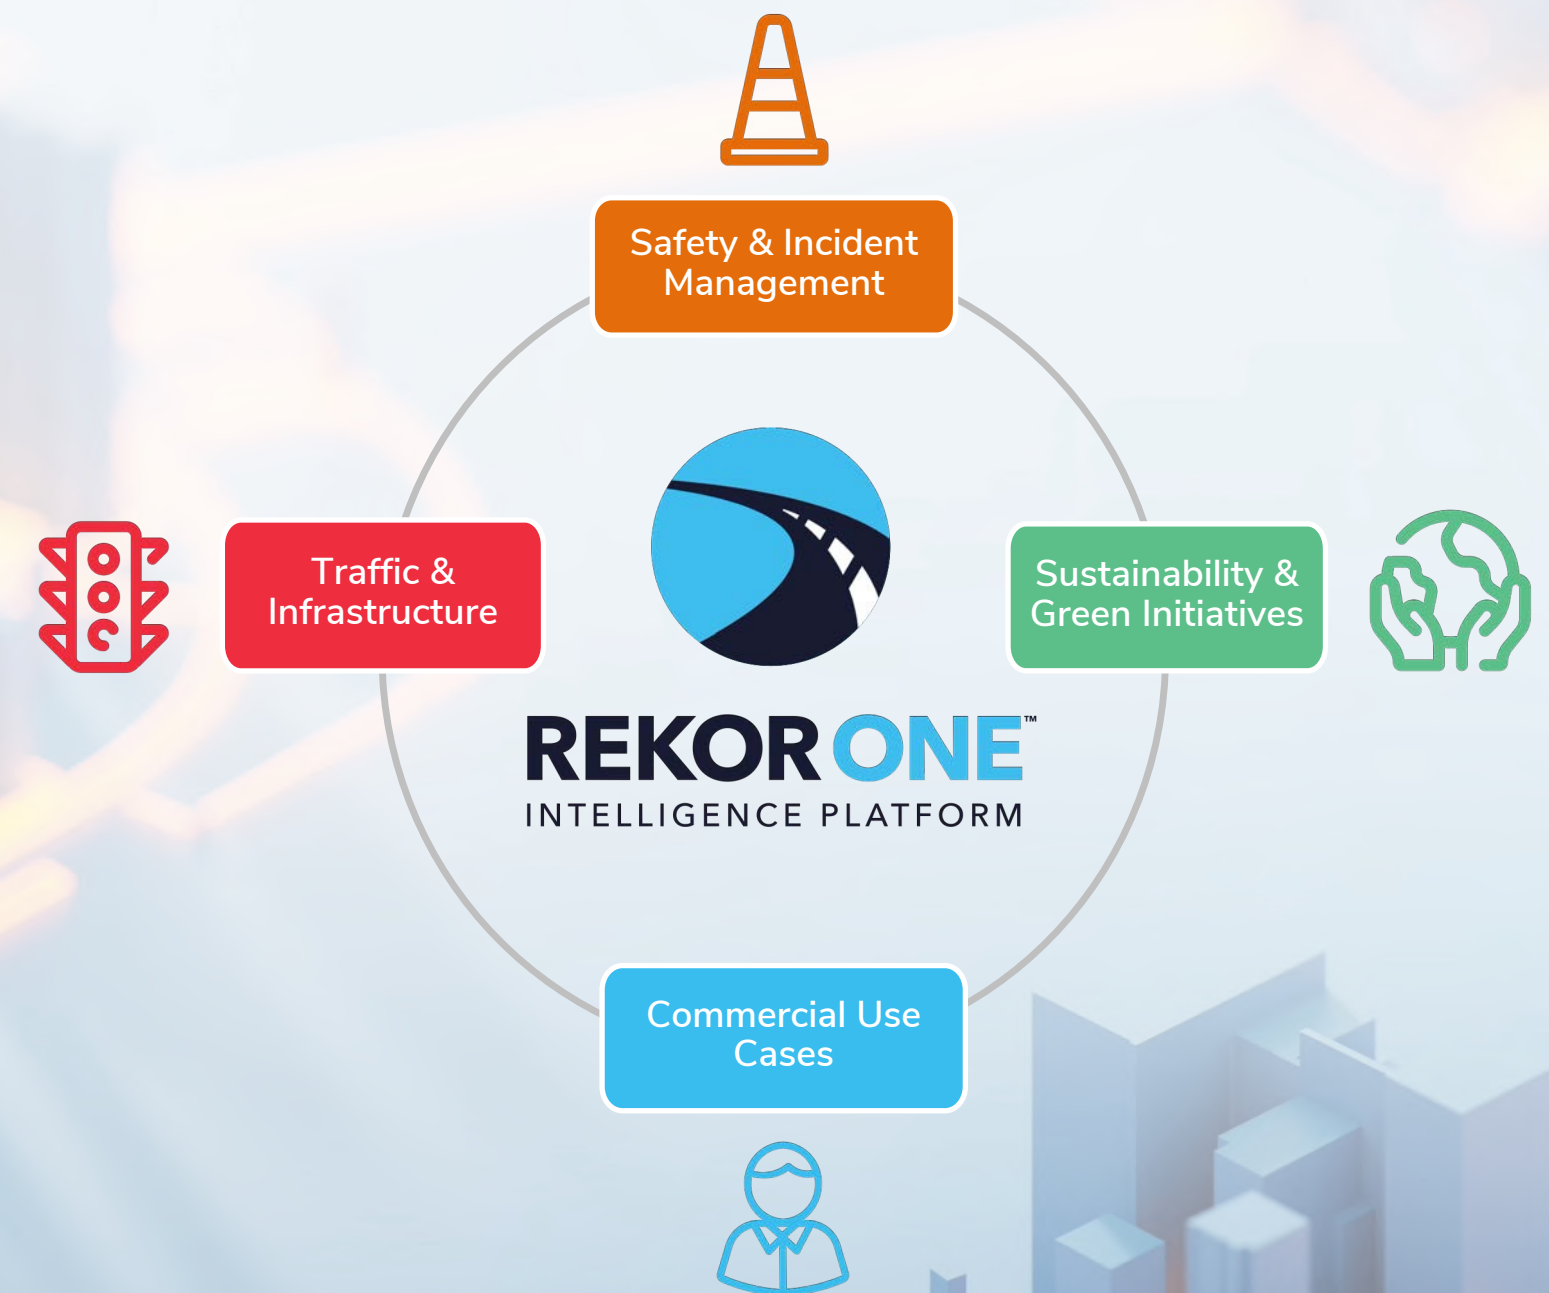 Safety & Incident
Management
Traffic &
Infrastructure
Sustainability &
Green Initiatives
REKOR ONE™
INTELLIGENCE PLATFORM
Commercial Use
Cases